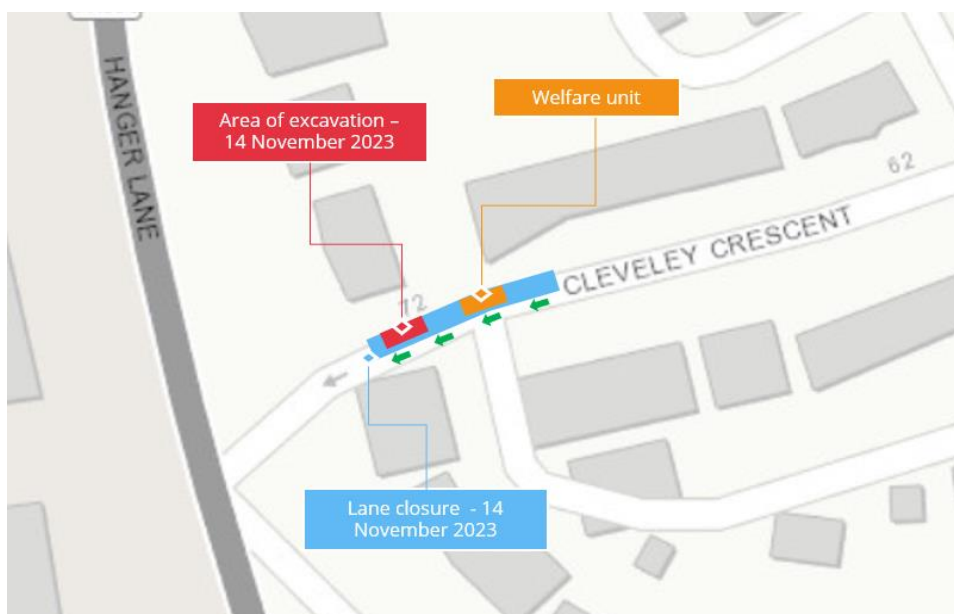 HANGER LANE
Area of excavation –
14 November 2023
Welfare unit
62
CLEVELEY CRESCENT
72
Lane closure  - 14
November 2023